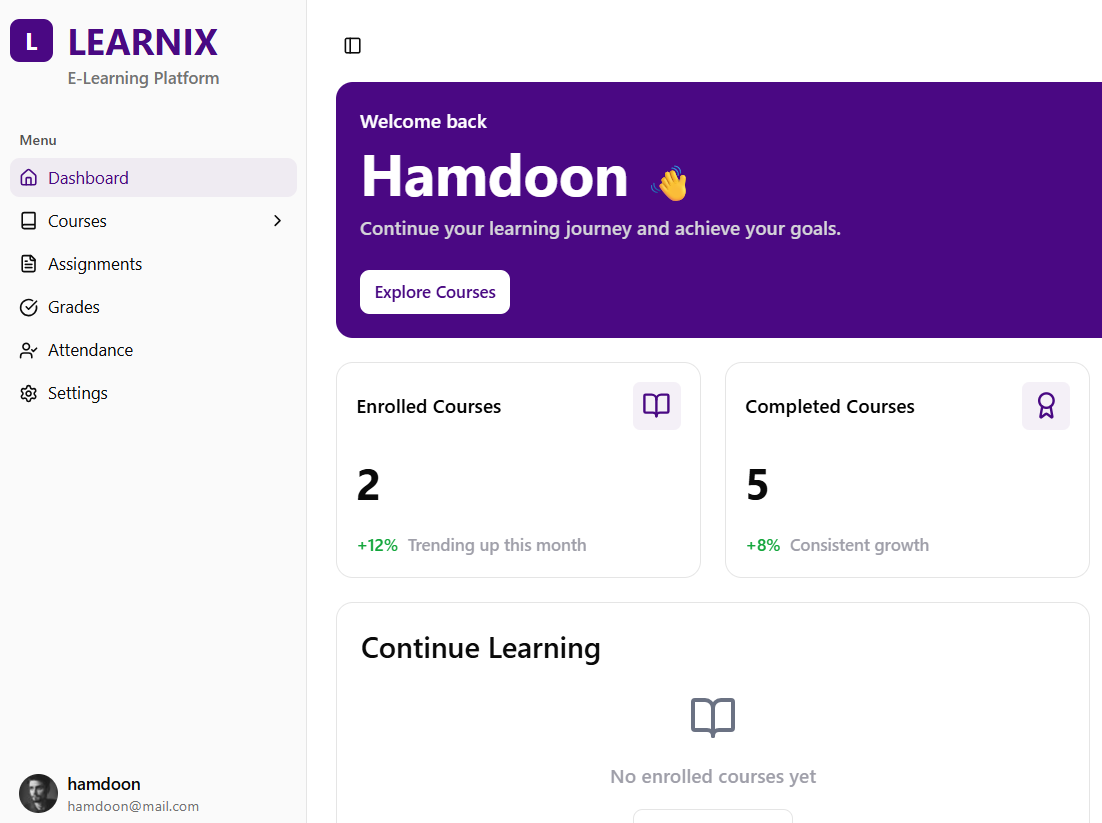 L
LEARNIX
E-Learning Platform
Menu
Dashboard
Courses
Assignments
Grades
Attendance
Settings
hamdoon
hamdoon@mail.com
Welcome back
Hamdoon 👋
Continue your learning journey and achieve your goals.
Explore Courses
Enrolled Courses
2
+12% Trending up this month
Completed Courses
5
+8% Consistent growth
Continue Learning
No enrolled courses yet